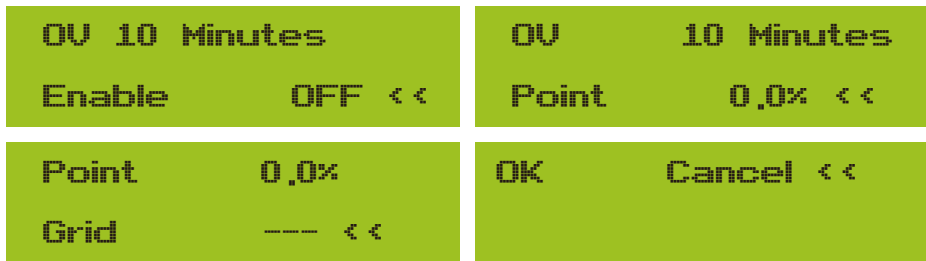 OV 10 Minutes
Enable OFF <<
OV 10 Minutes
Point 0.0% <<
Point 0.0%
Grid --- <<
OK Cancel <<